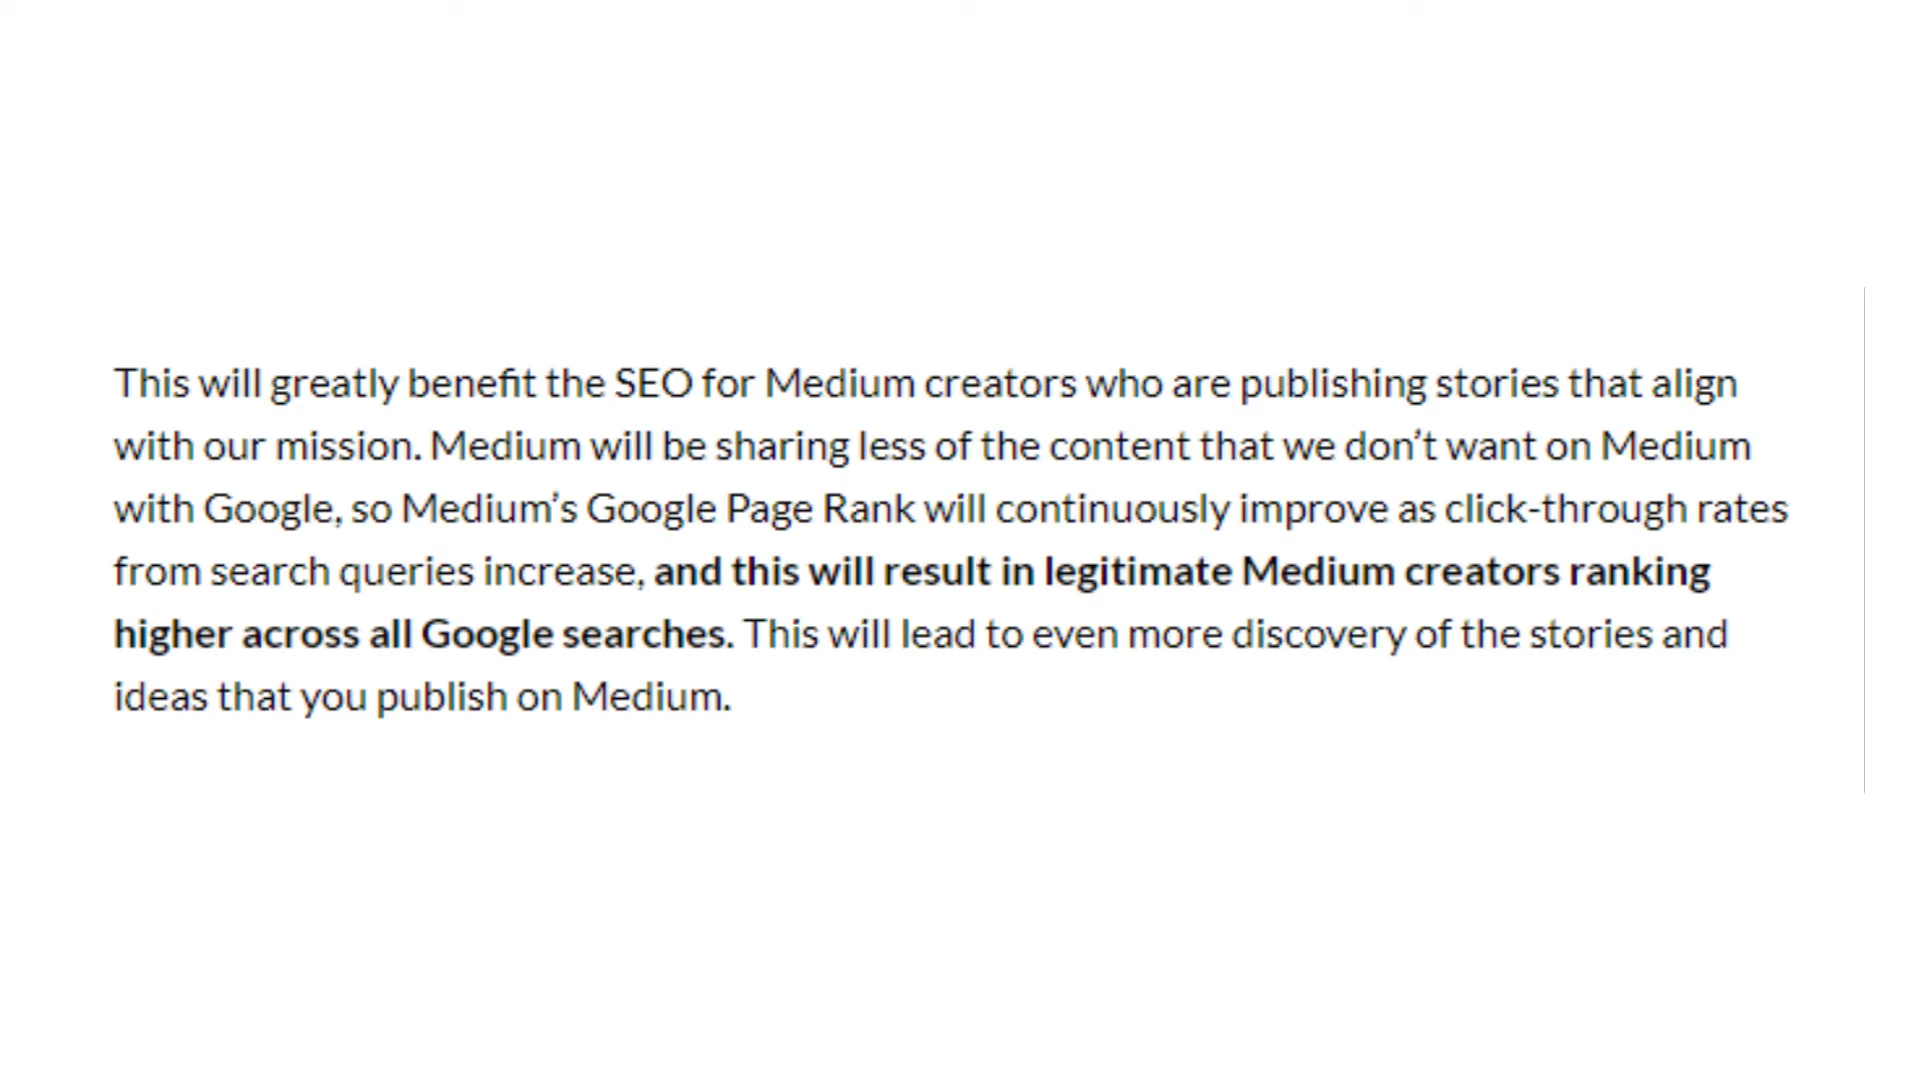 This will greatly benefit the SEO for Medium creators who are publishing stories that align
with our mission. Medium will be sharing less of the content that we don’t want on Medium
with Google, so Medium’s Google Page Rank will continuously improve as click-through rates
from search queries increase, and this will result in legitimate Medium creators ranking
higher across all Google searches. This will lead to even more discovery of the stories and
ideas that you publish on Medium.